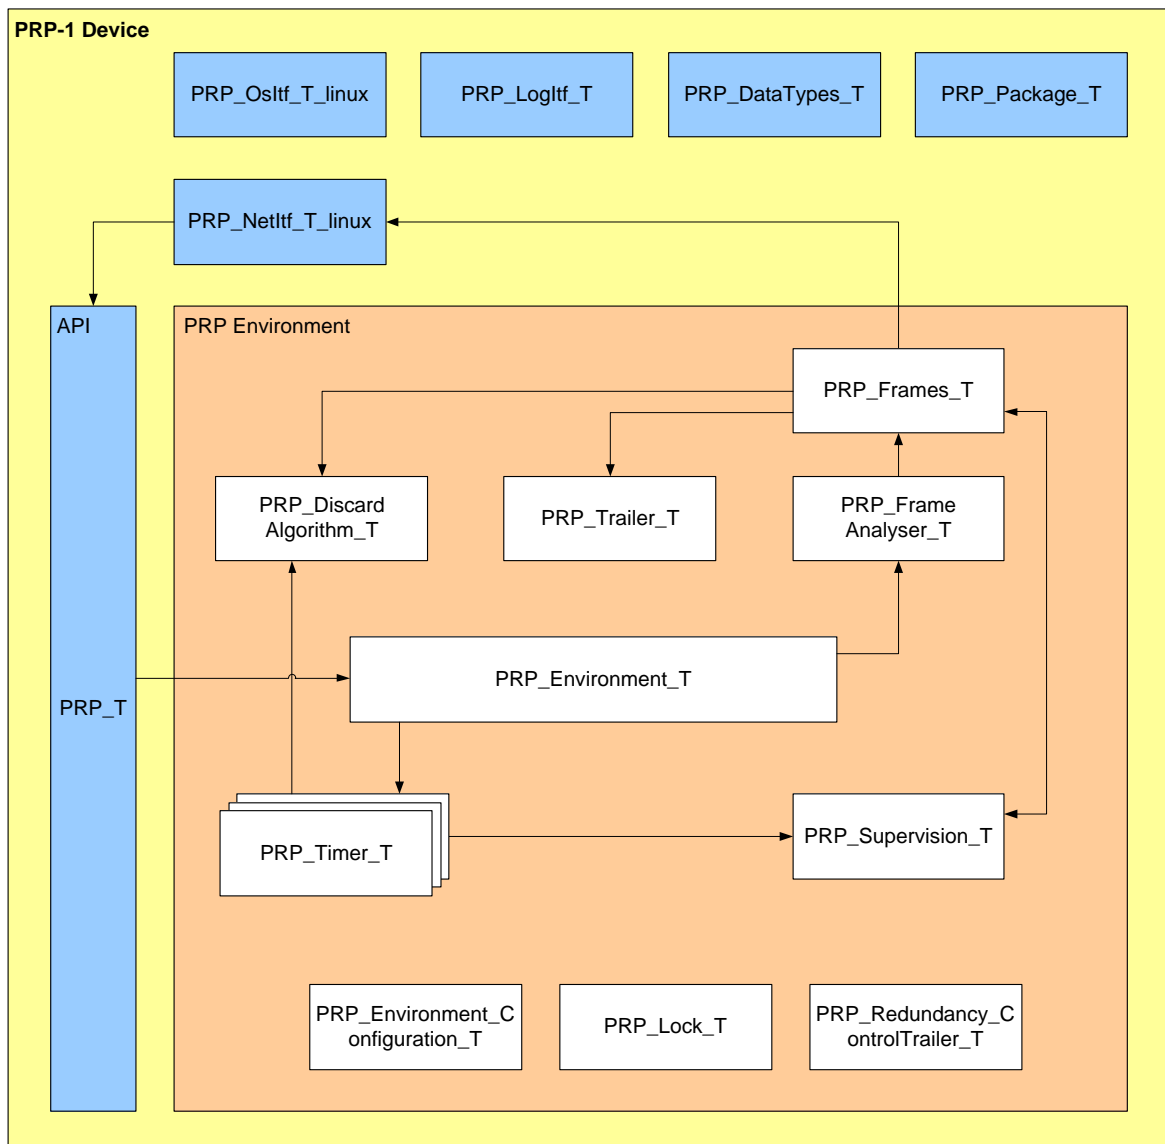 PRP-1 Device
PRP_OsItf_T_linux
PRP_LogItf_T
PRP_DataTypes_T
PRP_Package_T
PRP_NetItf_T_linux
API
PRP Environment
PRP_Frames_T
PRP_Discard
Algorithm_T
PRP_Trailer_T
PRP_Frame
Analyser_T
PRP_Environment_T
PRP_T
PRP_Timer_T
PRP_Supervision_T
PRP_Environment_C
onfiguration_T
PRP_Lock_T
PRP_Redundancy_C
ontrolTrailer_T